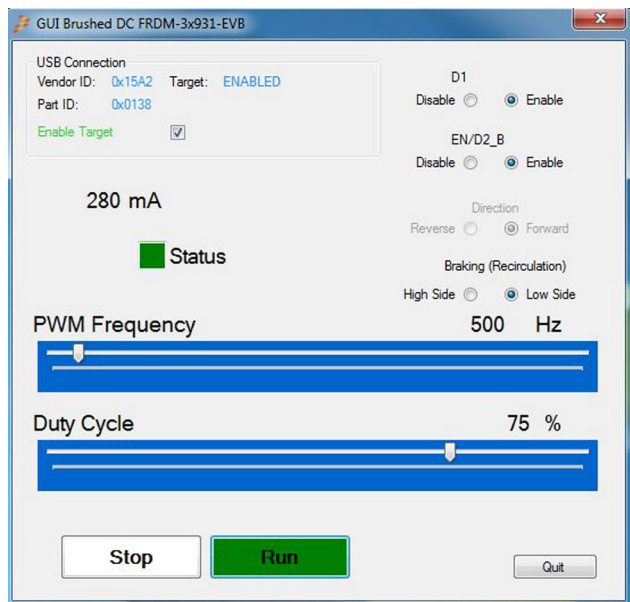 GUI Brushed DC FRDM-3x931-EVB
USB Connection
Vendor ID: 0x15A2 Target: ENABLED
Part ID: 0x0138
Enable Target
D1
Disable Enable
EN/D2_B
Disable Enable
280 mA
Direction
Reverse Forward
Status
Braking (Recirculation)
High Side Low Side
PWM Frequency 500 Hz
Duty Cycle 75 %
Stop Run Quit